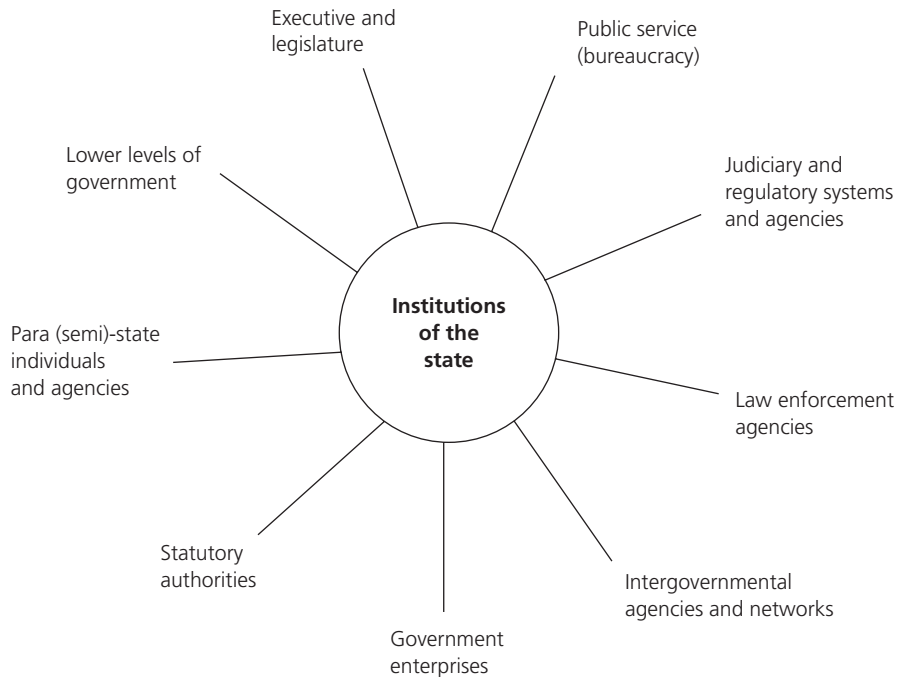 Executive and
legislature
Public service
(bureaucracy)
Judiciary and
regulatory systems
and agencies
Law enforcement
agencies
Intergovernmental
agencies and networks
Government
enterprises
Statutory
authorities
Para (semi)-state
individuals
and agencies
Lower levels of
government
Institutions
of the
state